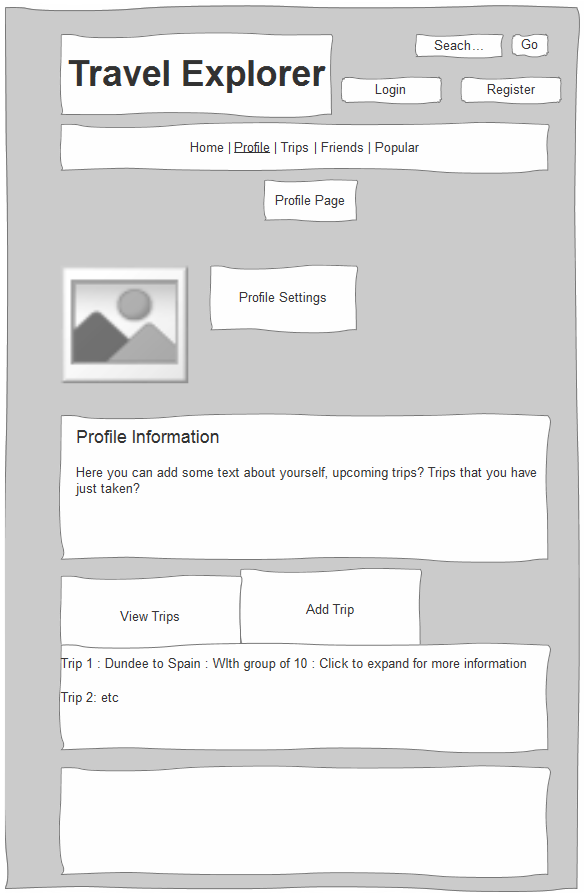 Travel Explorer
Seach...
Go
Login
Register
Home | Profile | Trips | Friends | Popular
Profile Page
Profile Settings
Profile Information
Here you can add some text about yourself, upcoming trips? Trips that you have
just taken?
View Trips
Add Trip
Trip 1 : Dundee to Spain : WIth group of 10 : Click to expand for more information
Trip 2: etc